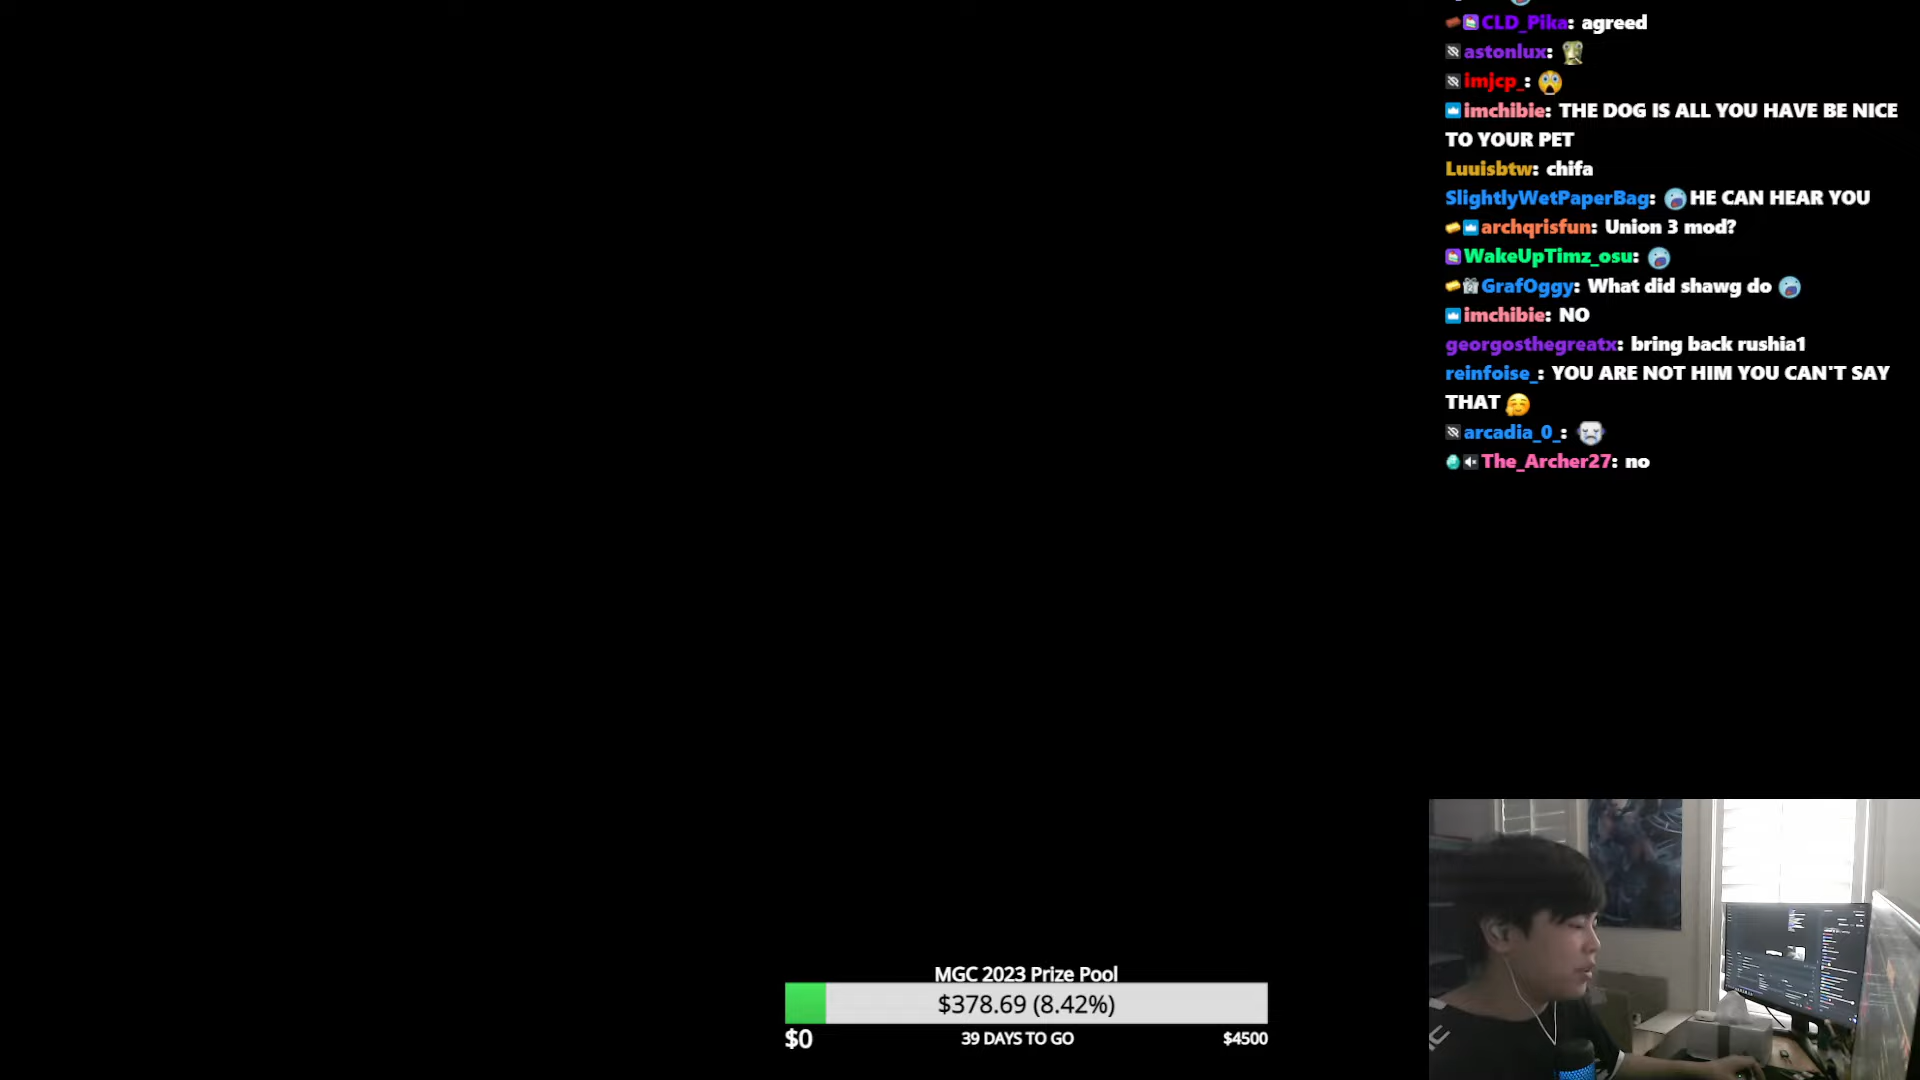 CLD_Pika: agreed
astonlux:
imjcp_:
imchibie: THE DOG IS ALL YOU HAVE BE NICE
TO YOUR PET
Luuisbtw: chifa
SlightlyWetPaperBag: HE CAN HEAR YOU
archqrisfun: Union 3 mod?
WakeUpTimz_osu:
GrafOggy: What did shawg do
imchibie: NO
georgosthegreatx: bring back rushia1
reinfoise_: YOU ARE NOT HIM YOU CAN'T SAY
THAT
arcadia_0_:
The_Archer27: no
MGC 2023 Prize Pool
$378.69 (8.42%)
$0 39 DAYS TO GO $4500